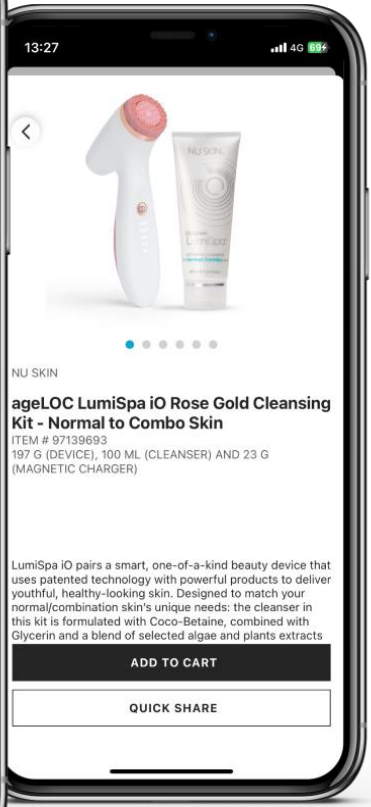 13:27
4G 69
NU SKIN
LumiSpa
NU SKIN
ageLOC LumiSpa iO Rose Gold Cleansing
Kit - Normal to Combo Skin
ITEM # 97139693
197 G (DEVICE), 100 ML (CLEANSER) AND 23 G
(MAGNETIC CHARGER)
LumiSpa iO pairs a smart, one-of-a-kind beauty device that
uses patented technology with powerful products to deliver
youthful, healthy-looking skin. Designed to match your
normal/combination skin's unique needs: the cleanser in
this kit is formulated with Coco-Betaine, combined with
Glycerin and a blend of selected algae and plants extracts
ADD TO CART
QUICK SHARE